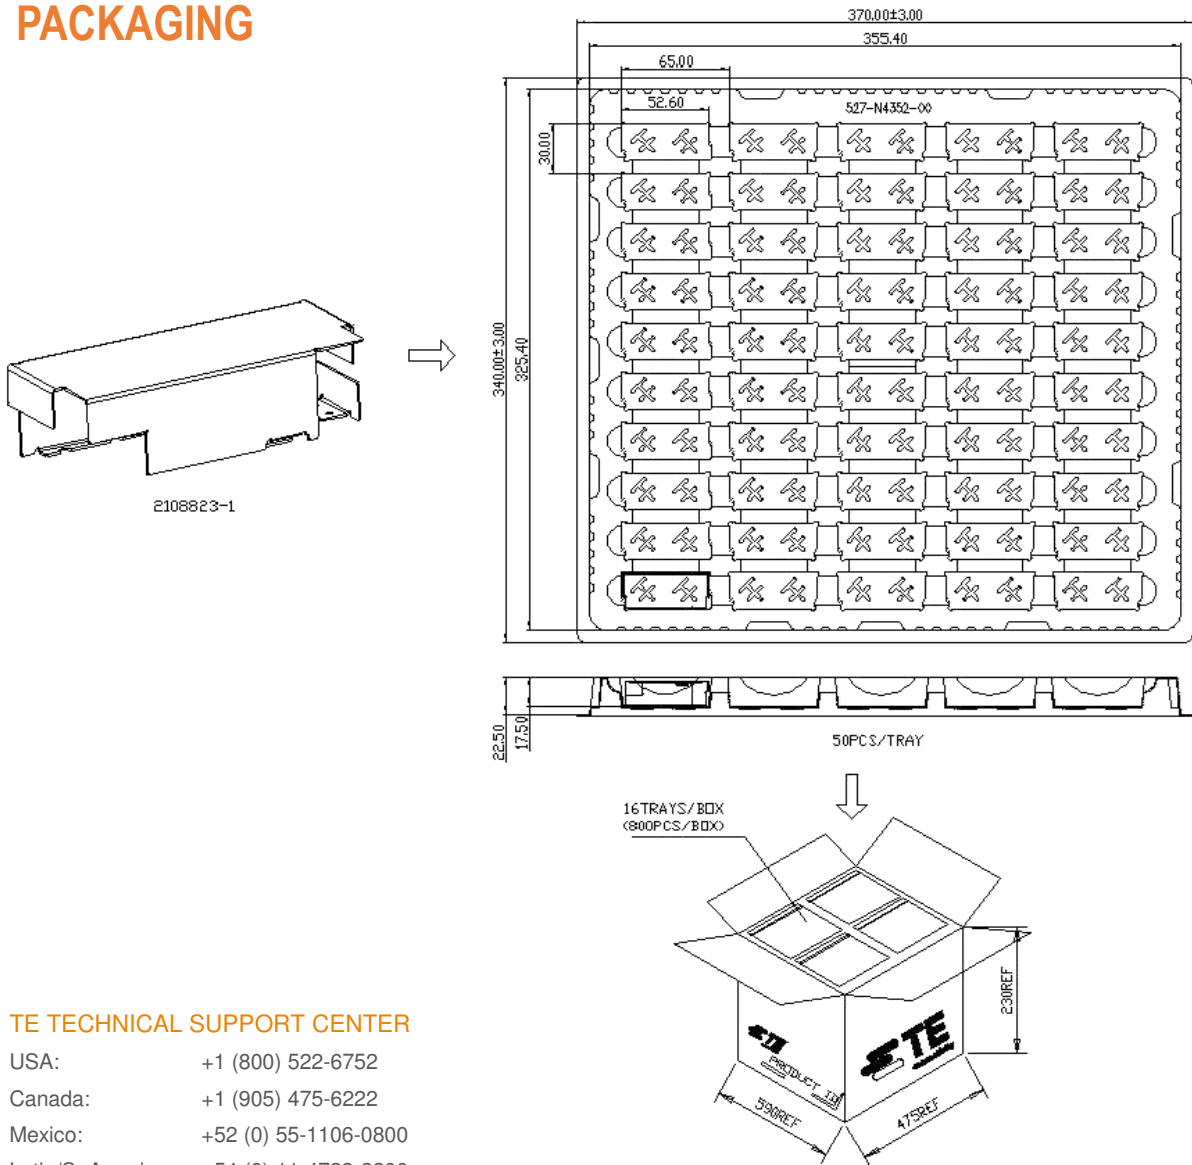 PACKAGING
370.00±3.00
355.40
65.00
52.60
527-N4352-00
30.00
340.00±3.00
325.40
2108823-1
22.50
17.50
50PCS/TRAY
16TRAYS/BOX
(800PCS/BOX)
230REF
TE
TE
PRODUCT ID
590REF
475REF
TE TECHNICAL SUPPORT CENTER
USA: +1 (800) 522-6752
Canada: +1 (905) 475-6222
Mexico: +52 (0) 55-1106-0800